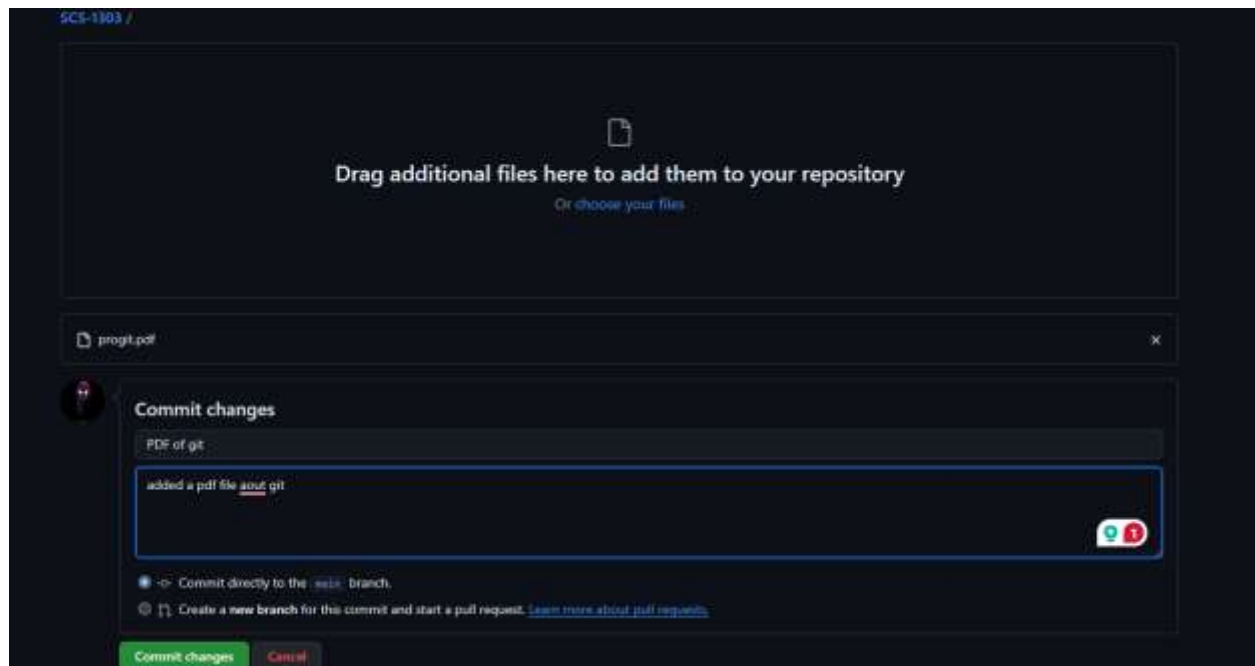 SCS-1303 /
Drag additional files here to add them to your repository
Or choose your files
progit.pdf
Commit changes
PDF of git
added a pdf file aout git
1
Commit directly to the main branch.
Create a new branch for this commit and start a pull request. Learn more about pull requests.
Commit changes Cancel